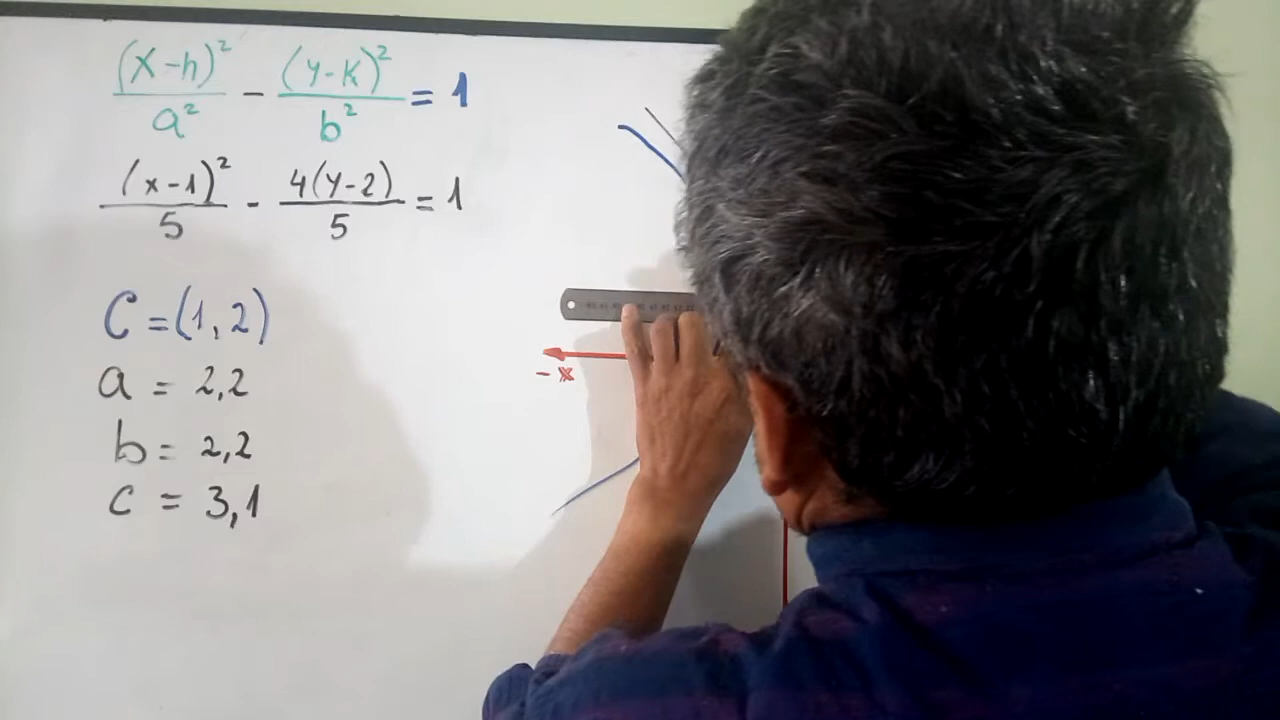 (x-h)² / a² - (y-k)² / b² = 1
(x-1)² / 5 - 4(y-2) / 5 = 1
C = (1, 2)
a = 2,2
b = 2,2
c = 3,1
-x